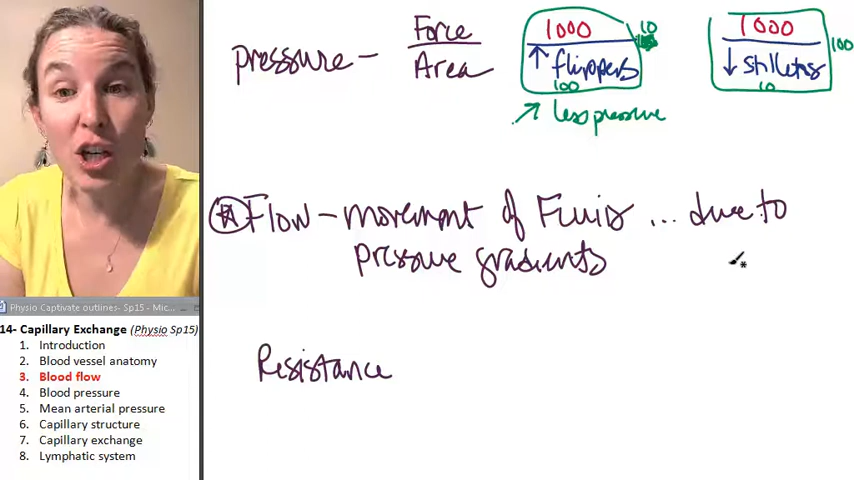 pressure – Force
Area
1000
10
↑ flippers
100
↗ less pressure
1000
100
↓ stilletos
10
* Flow – movement of Fluids ... due to
pressure gradients
Resistance
Physio Captivate outlines- Sp15 - Mic...
14- Capillary Exchange (Physio Sp15)
1. Introduction
2. Blood vessel anatomy
3. Blood flow
4. Blood pressure
5. Mean arterial pressure
6. Capillary structure
7. Capillary exchange
8. Lymphatic system